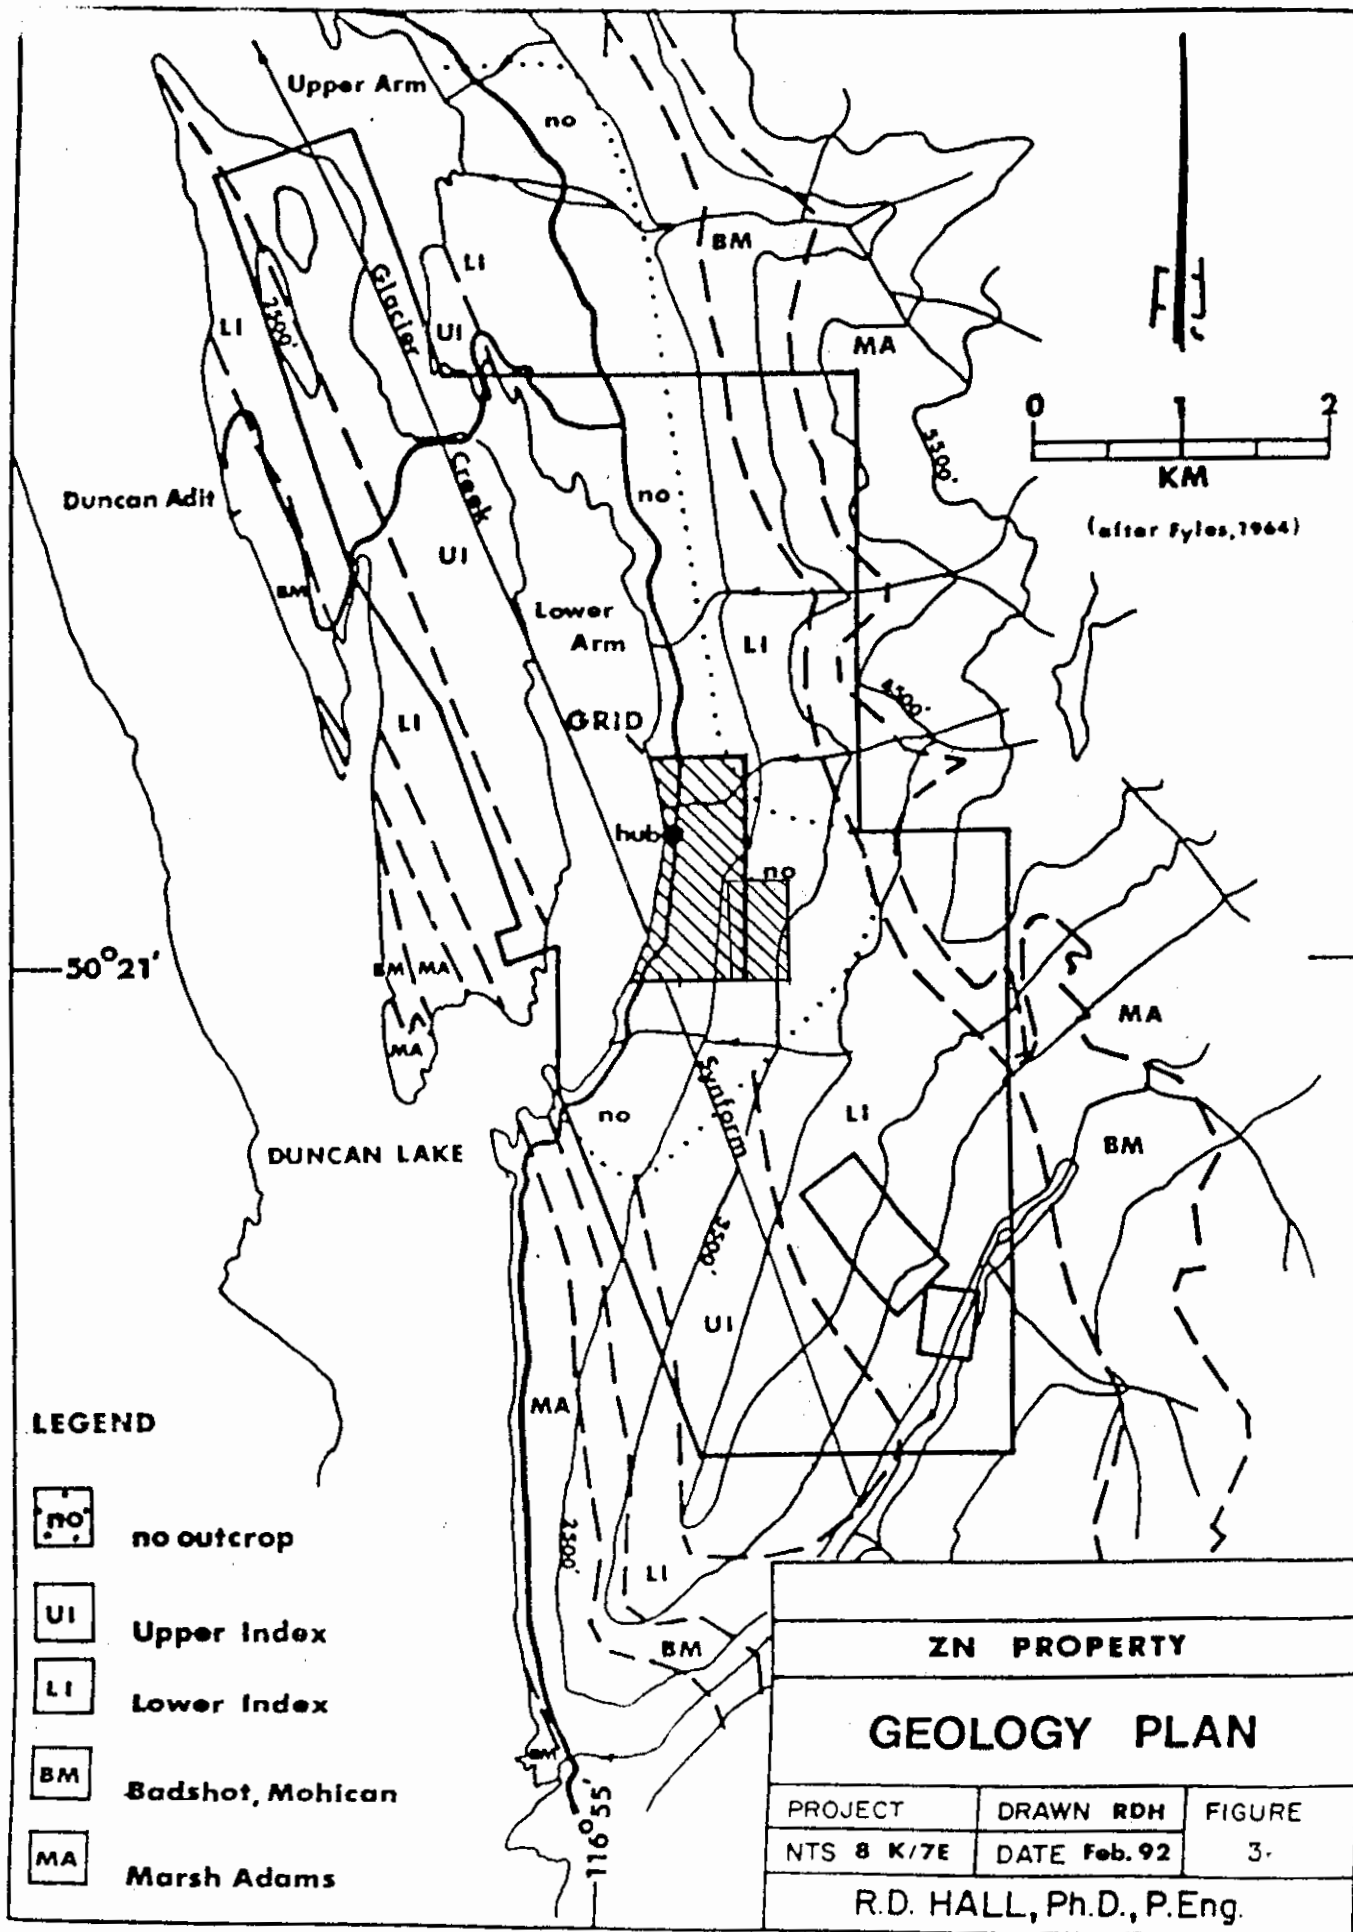 Upper Arm
no
BM
LI
Glacier
UI
LI
2500'
MA
0 1 2
KM
(after Fyles, 1964)
3500'
Creek
no
Duncan Adit
UI
BM
Lower
Arm
LI
4500'
LI
GRID
hub
no
50°21'
BM
MA
MA
MA
Synform
no
LI
BM
DUNCAN LAKE
3500'
UI
MA
2500'
LI
BM
BM
116°55'
LEGEND
no no outcrop
UI Upper Index
LI Lower Index
BM Badshot, Mohican
MA Marsh Adams
ZN PROPERTY
GEOLOGY PLAN
PROJECT DRAWN RDH FIGURE
NTS 8 K/7E DATE Feb. 92 3.
R.D. HALL, Ph.D., P.Eng.